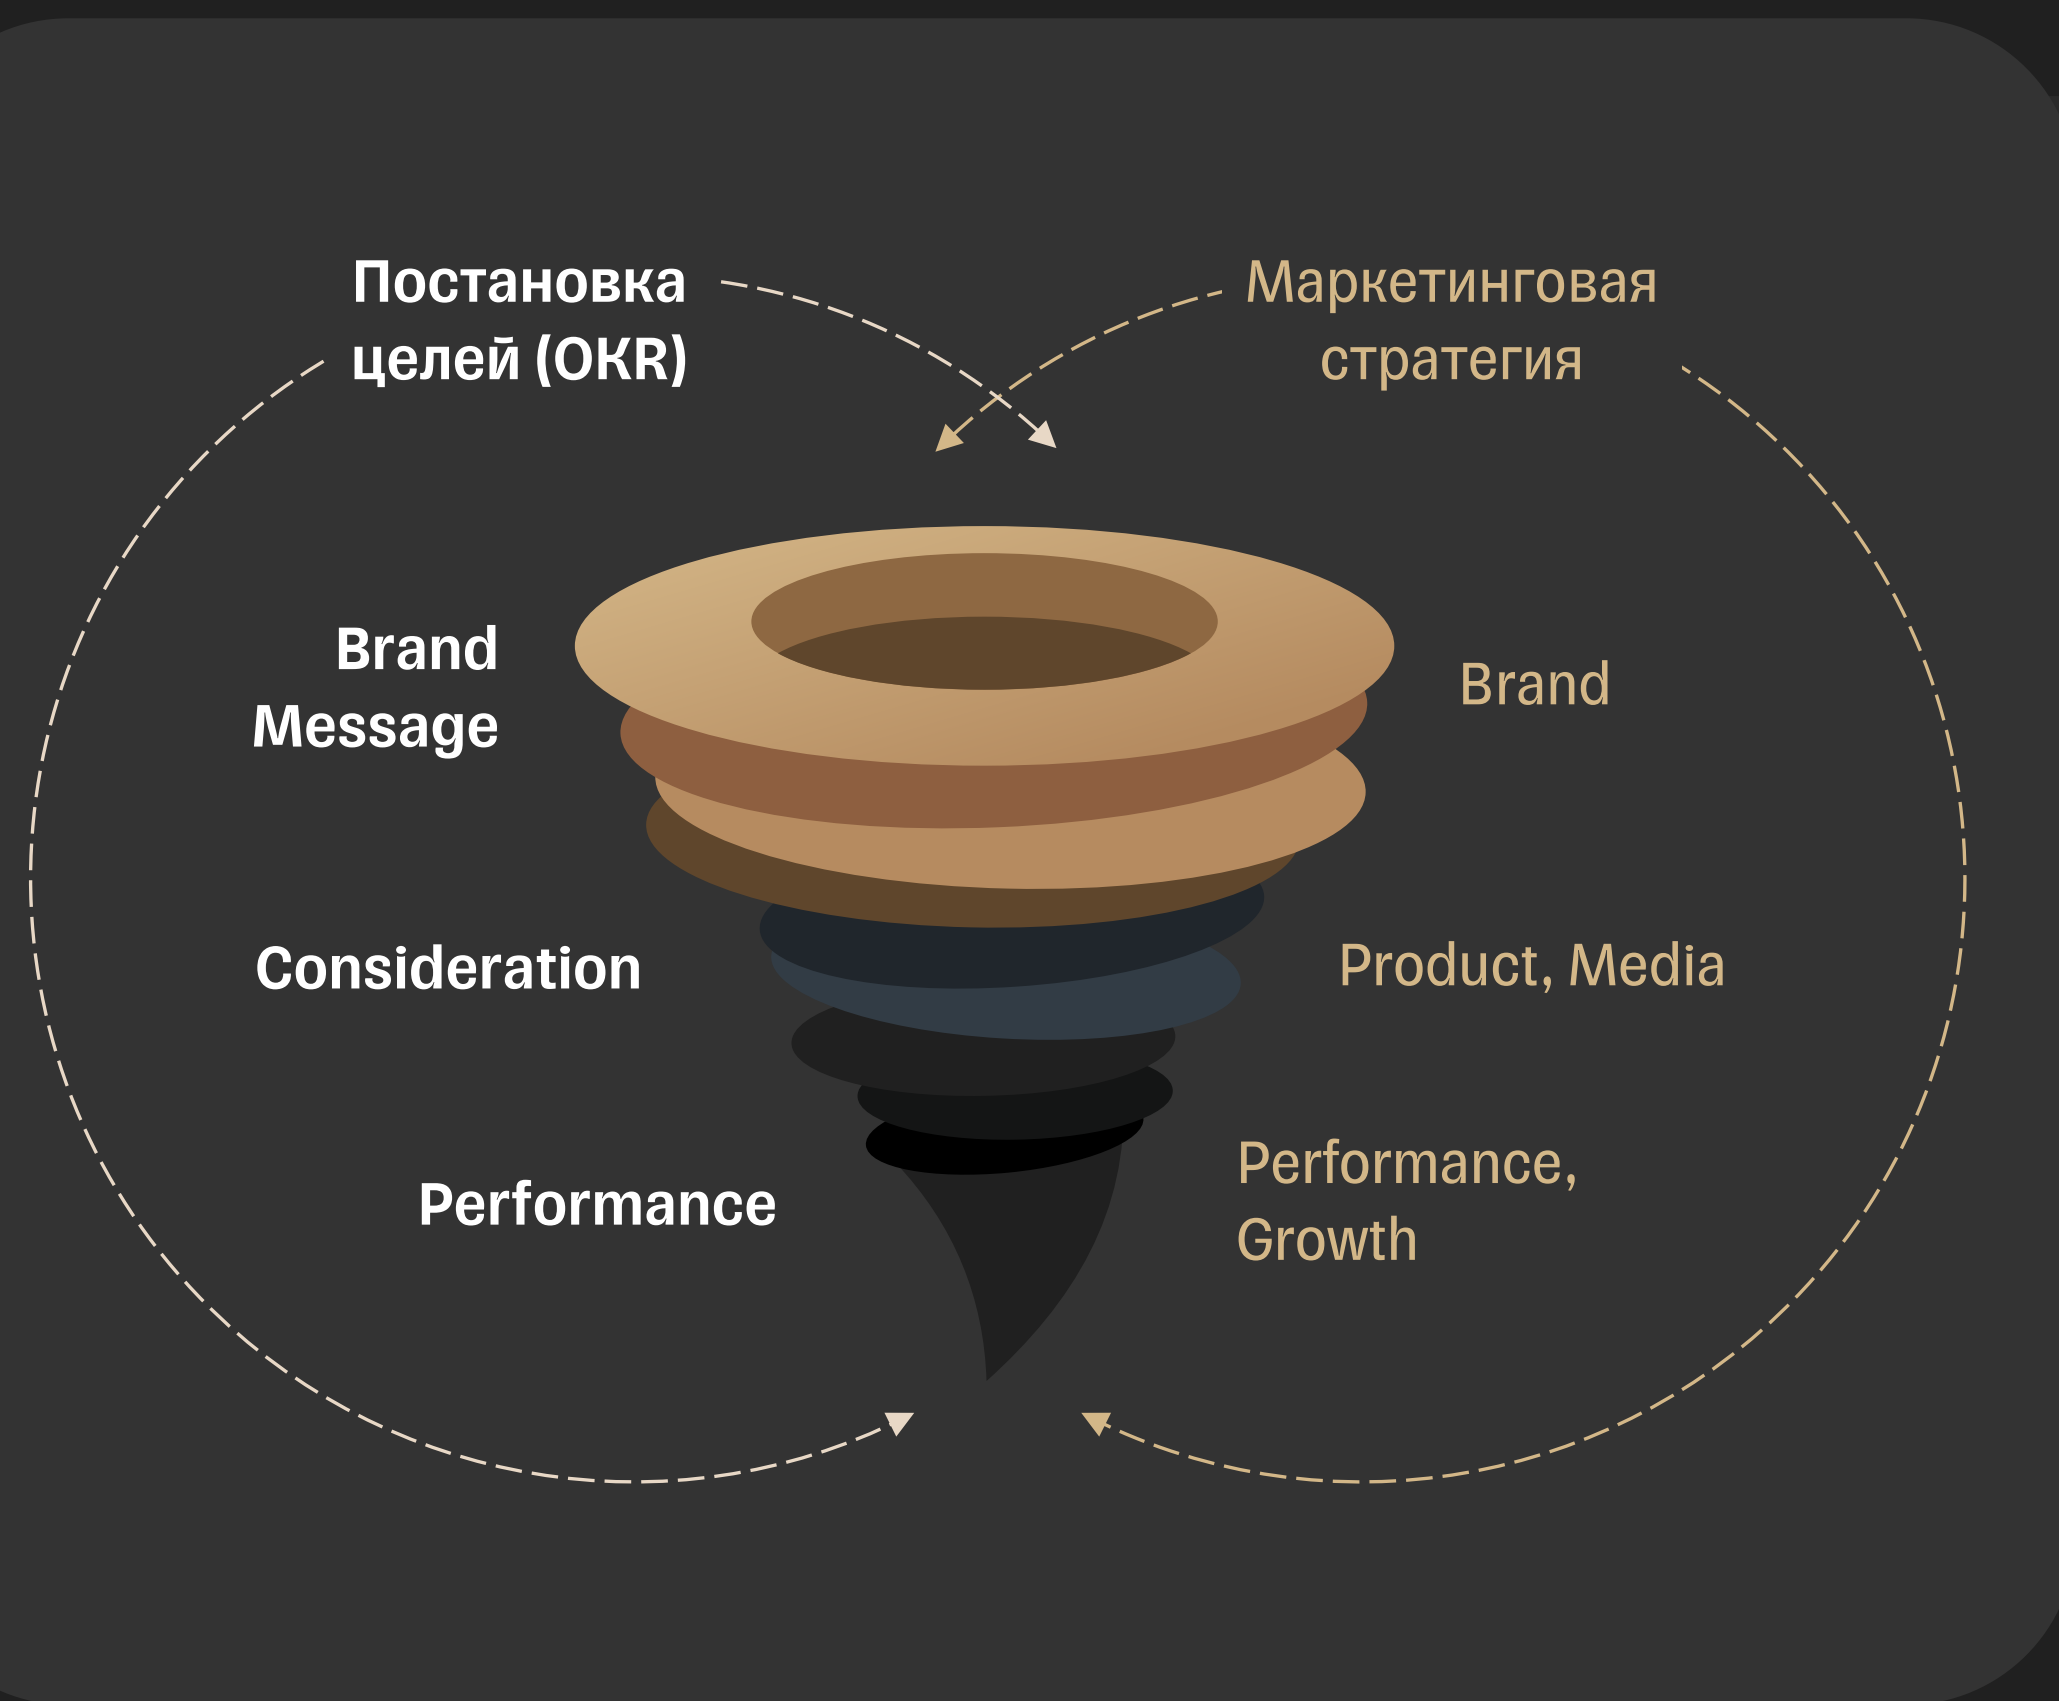 Постановка
целей (OKR)
Маркетинговая
стратегия
Brand
Message
Brand
Consideration
Product, Media
Performance
Performance,
Growth